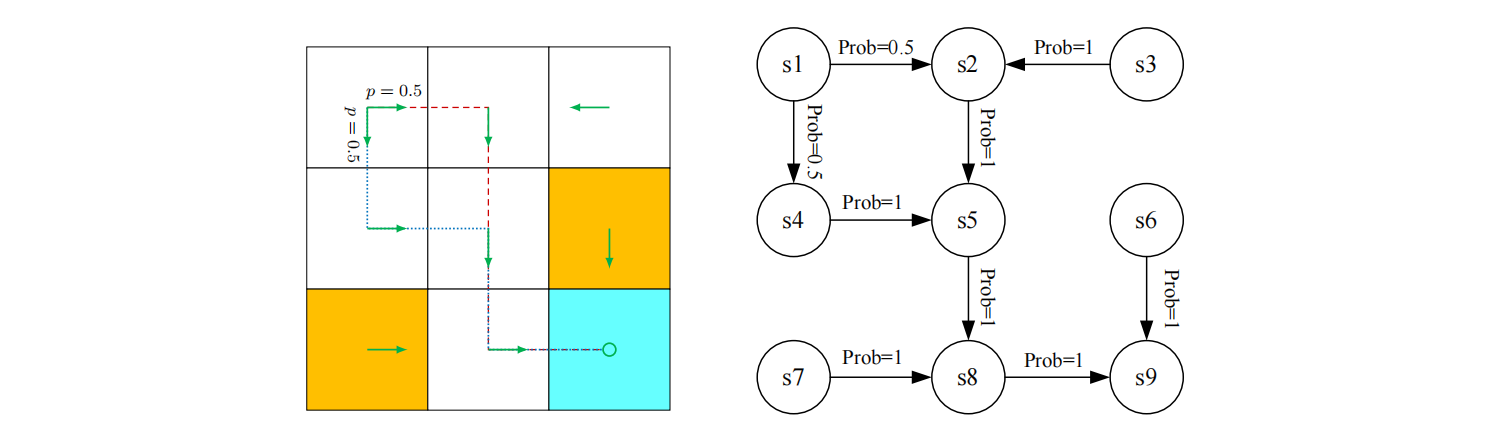 p = 0.5
p = 0.5
s1
Prob=0.5
s2
Prob=1
s3
Prob=0.5
Prob=1
s4
Prob=1
s5
s6
Prob=1
Prob=1
s7
Prob=1
s8
Prob=1
s9